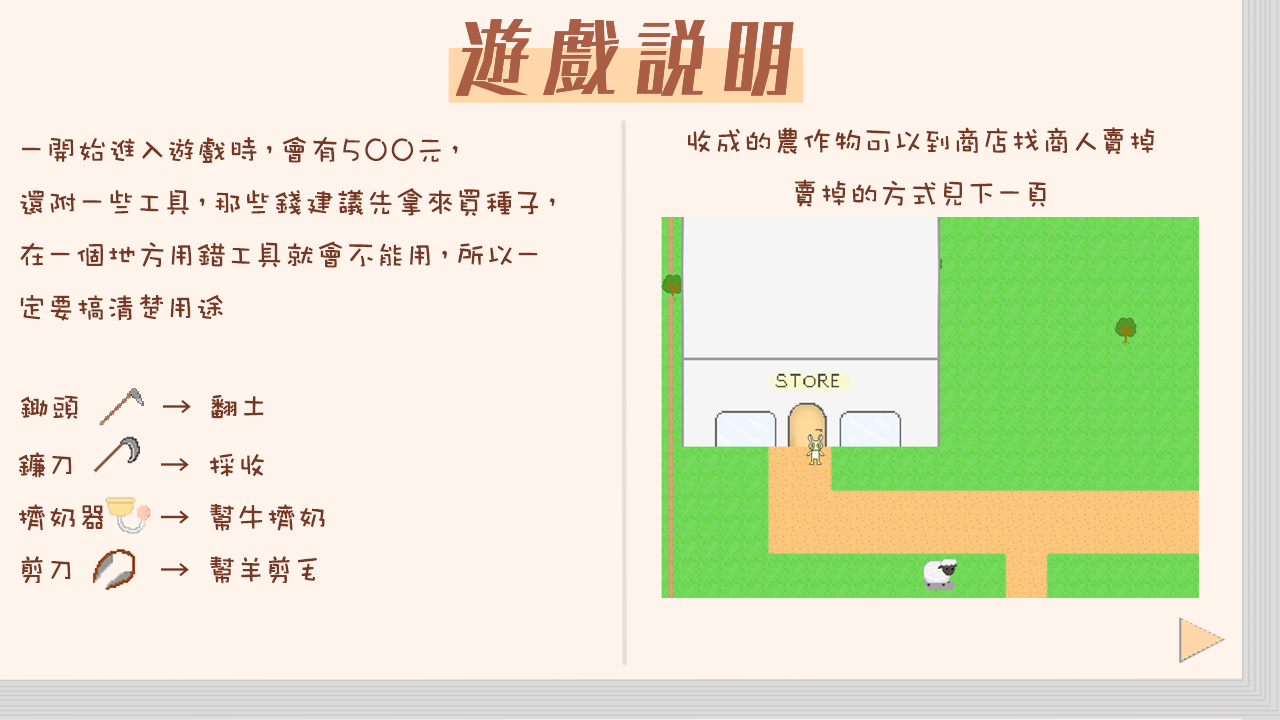 遊戲說明
一開始進入遊戲時，會有500元，
還附一些工具，那些錢建議先拿來買種子，
在一個地方用錯工具就會不能用，所以一
定要搞清楚用途
鋤頭 → 翻土
鐮刀 → 採收
擠奶器 → 幫牛擠奶
剪刀 → 幫羊剪毛
收成的農作物可以到商店找商人賣掉
賣掉的方式見下一頁
STORE